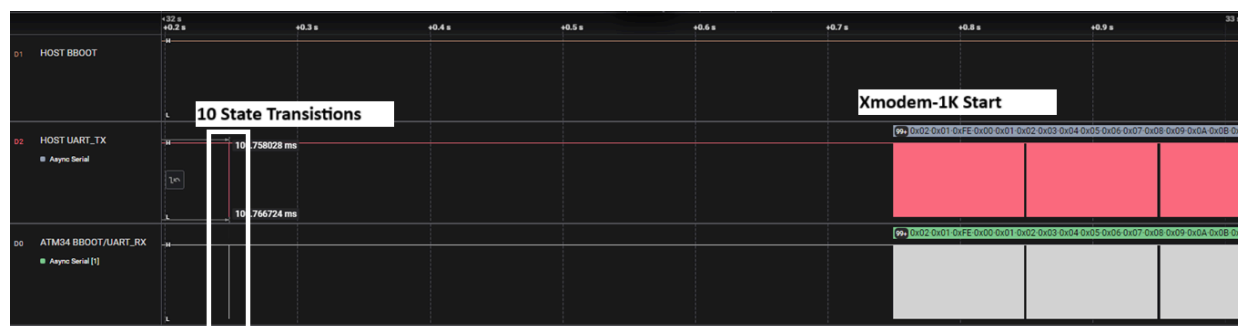 +32 s
+0.2 s +0.3 s +0.4 s +0.5 s +0.6 s +0.7 s +0.8 s +0.9 s 33
D1 HOST BBOOT
H
L
10 State Transistions
Xmodem-1K Start
D2 HOST UART_TX
Async Serial
H
L
.758028 ms
.766724 ms
99+ 0x02 0x01 0xFE 0x00 0x01 0x02 0x03 0x04 0x05 0x06 0x07 0x08 0x09 0x0A 0x0B
D0 ATM34 BBOOT/UART_RX
Async Serial [1]
H
L
99+ 0x02 0x01 0xFE 0x00 0x01 0x02 0x03 0x04 0x05 0x06 0x07 0x08 0x09 0x0A 0x0B